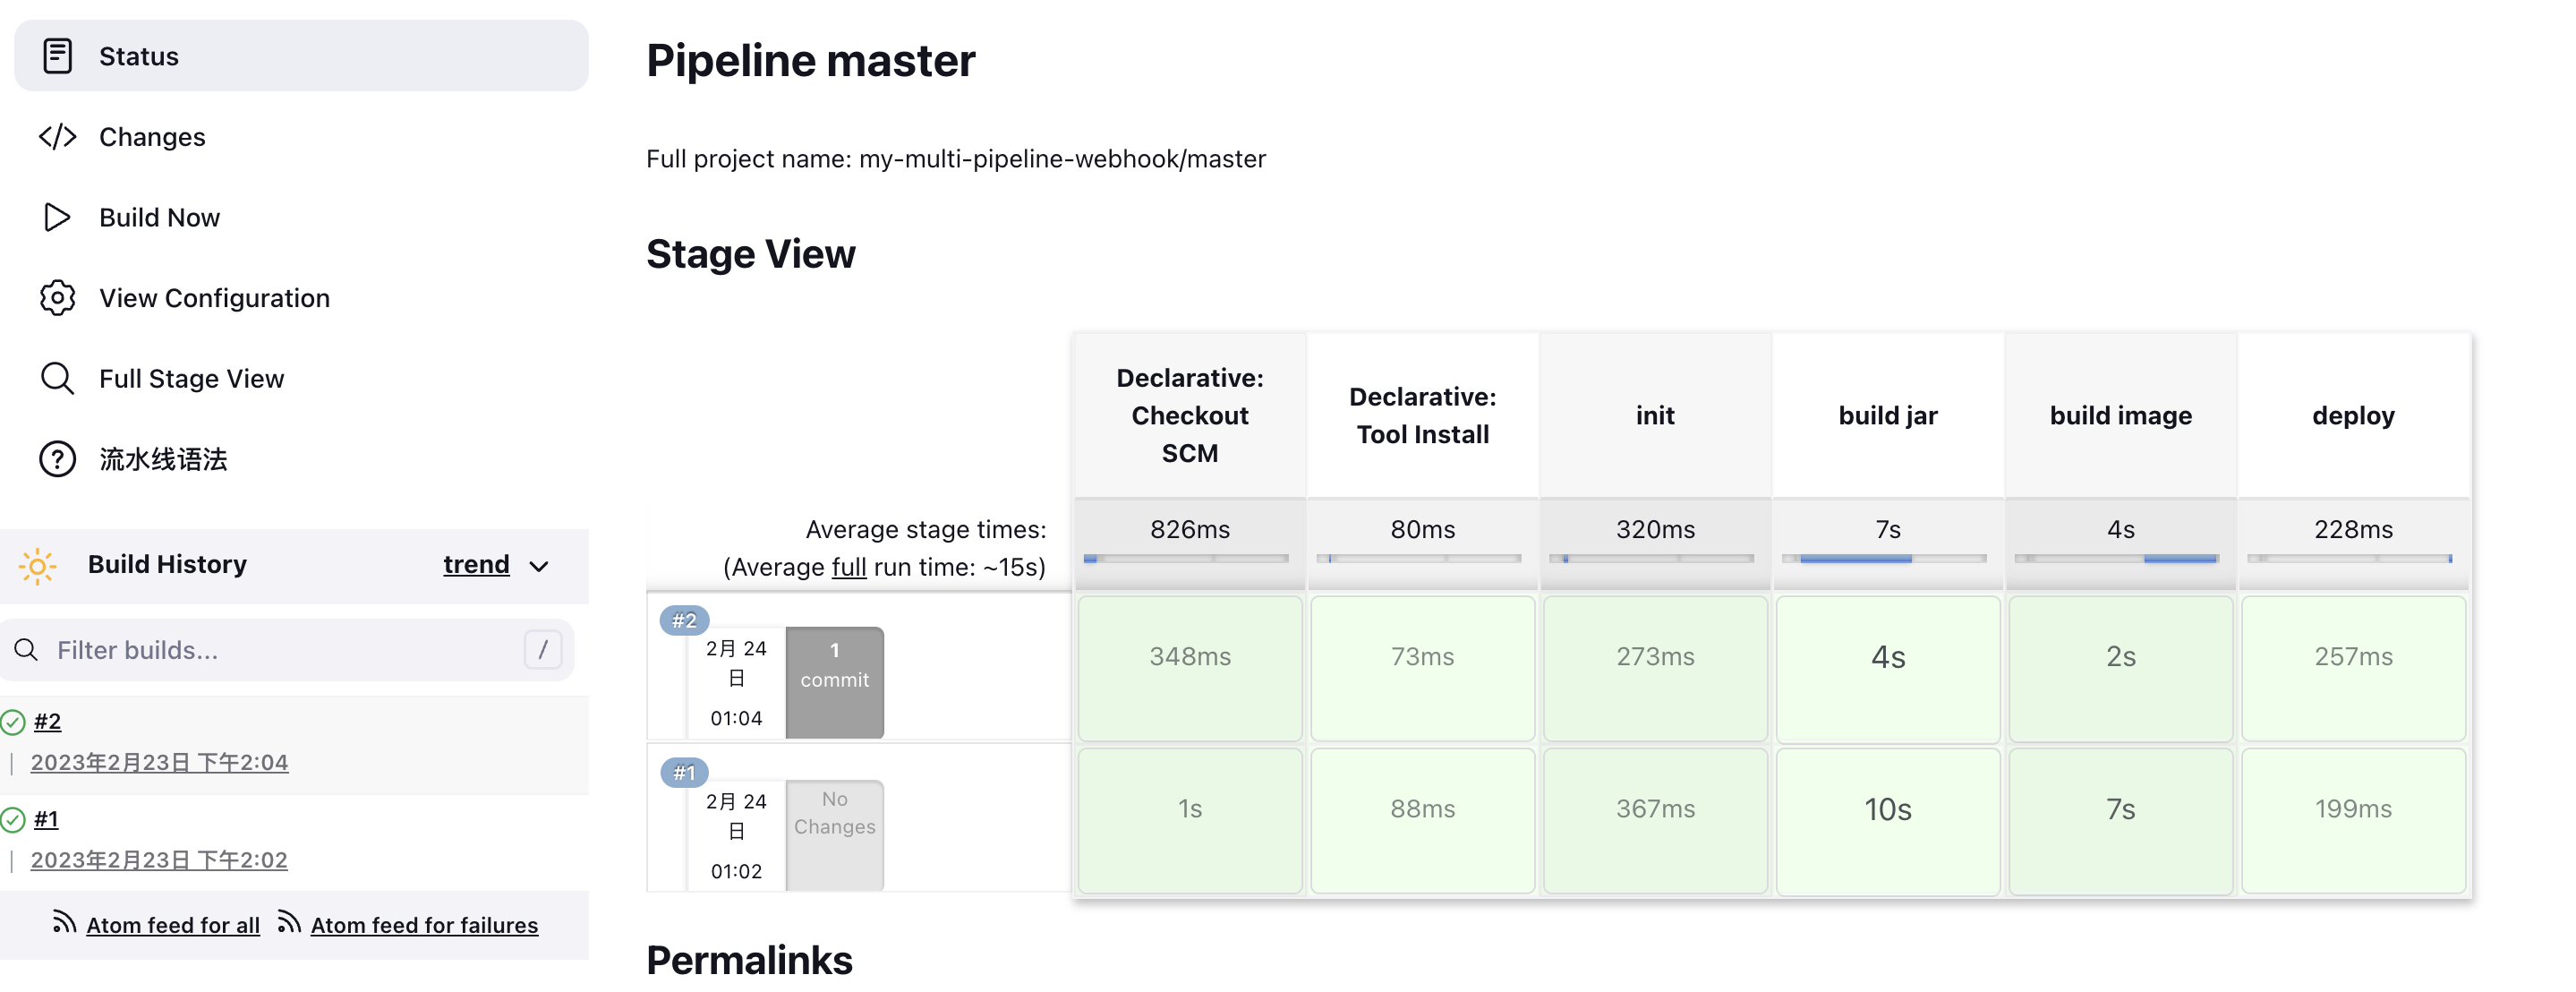 Status
Changes
Build Now
View Configuration
Full Stage View
流水线语法
Build History
trend
Filter builds...
/
#2
2023年2月23日 下午2:04
#1
2023年2月23日 下午2:02
Atom feed for all
Atom feed for failures
Pipeline master
Full project name: my-multi-pipeline-webhook/master
Stage View
Declarative:
Checkout
SCM
Declarative:
Tool Install
init
build jar
build image
deploy
Average stage times:
(Average full run time: ~15s)
826ms
80ms
320ms
7s
4s
228ms
#2
2月 24
日
01:04
1
commit
348ms
73ms
273ms
4s
2s
257ms
#1
2月 24
日
01:02
No
Changes
1s
88ms
367ms
10s
7s
199ms
Permalinks